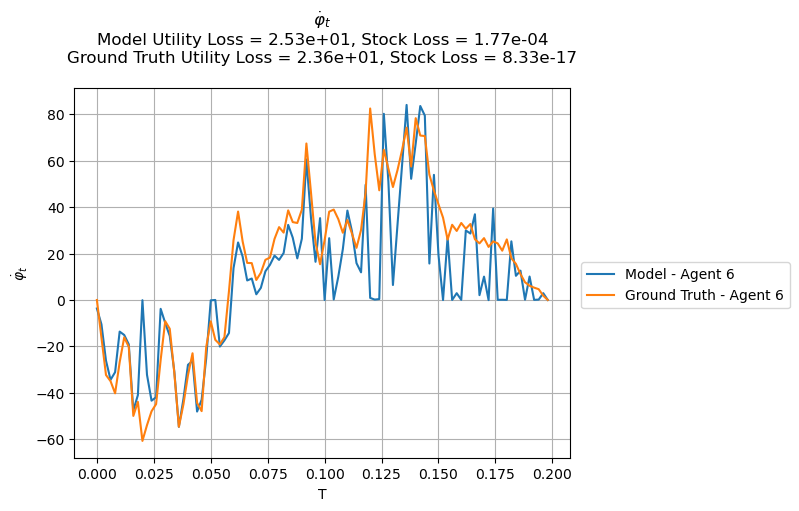 φ̇ₜ
Model Utility Loss = 2.53e+01, Stock Loss = 1.77e-04
Ground Truth Utility Loss = 2.36e+01, Stock Loss = 8.33e-17
80
60
40
20
0
−20
−40
−60
φ̇ₜ
0.000
0.025
0.050
0.075
0.100
0.125
0.150
0.175
0.200
T
Model - Agent 6
Ground Truth - Agent 6